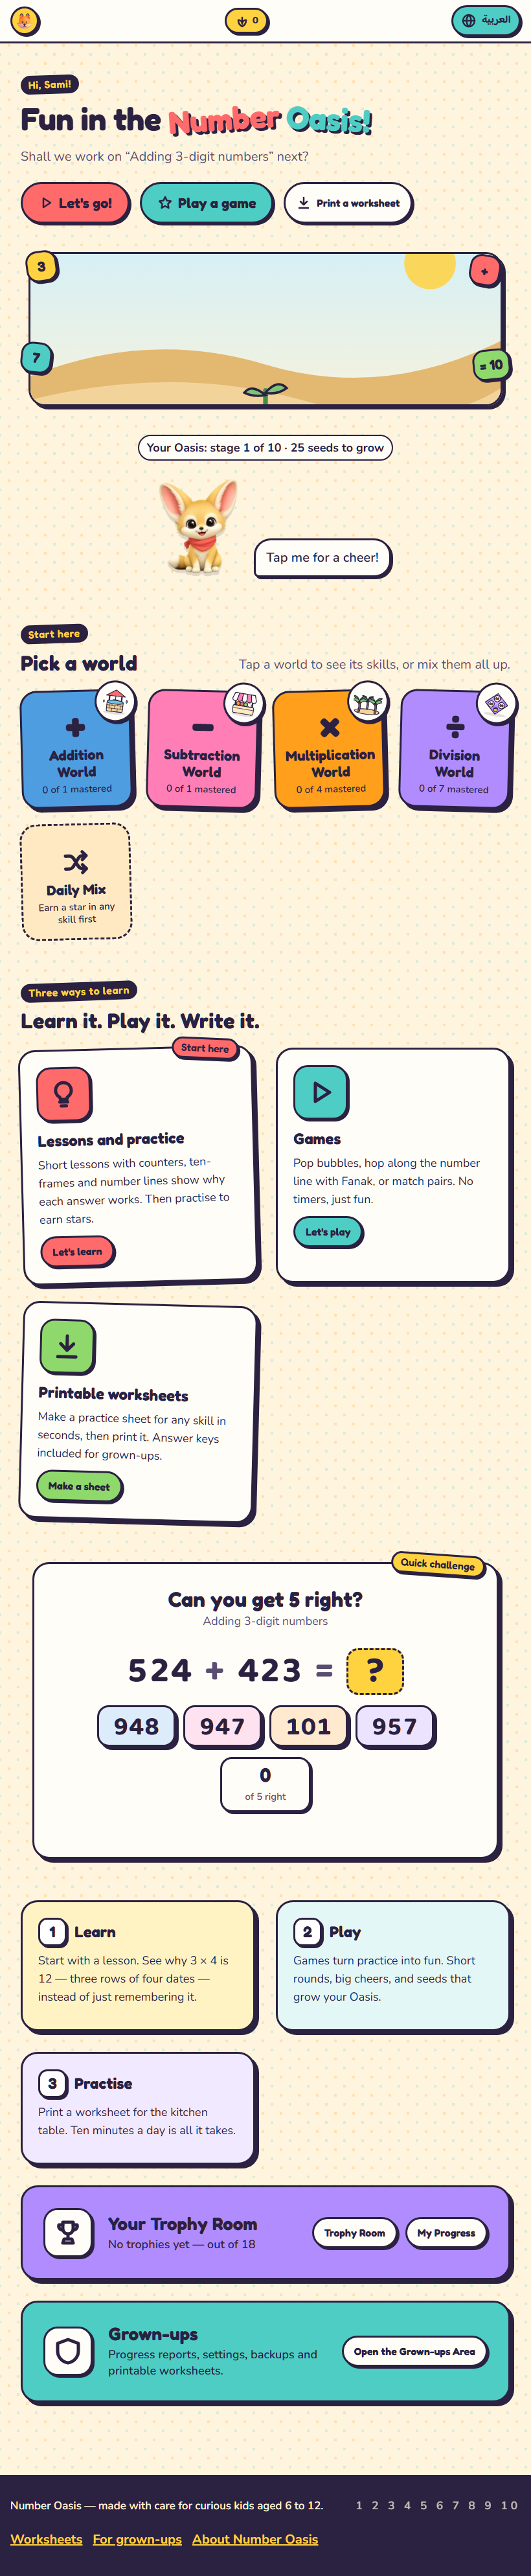 0
العربية
Hi, Sami!
Fun in the Number Oasis!
Shall we work on “Adding 3-digit numbers” next?
Let's go!
Play a game
Print a worksheet
3
+
7
= 10
Your Oasis: stage 1 of 10 · 25 seeds to grow
Tap me for a cheer!
Start here
Pick a world
Tap a world to see its skills, or mix them all up.
+
Addition
World
0 of 1 mastered
−
Subtraction
World
0 of 1 mastered
×
Multiplication
World
0 of 4 mastered
÷
Division
World
0 of 7 mastered
Daily Mix
Earn a star in any
skill first
Three ways to learn
Learn it. Play it. Write it.
Start here
Lessons and practice
Short lessons with counters, ten-
frames and number lines show why
each answer works. Then practise to
earn stars.
Let's learn
Games
Pop bubbles, hop along the number
line with Fanak, or match pairs. No
timers, just fun.
Let's play
Printable worksheets
Make a practice sheet for any skill in
seconds, then print it. Answer keys
included for grown-ups.
Make a sheet
Quick challenge
Can you get 5 right?
Adding 3-digit numbers
524 + 423 = ?
948
947
101
957
0
of 5 right
1 Learn
Start with a lesson. See why 3 × 4 is
12 — three rows of four dates —
instead of just remembering it.
2 Play
Games turn practice into fun. Short
rounds, big cheers, and seeds that
grow your Oasis.
3 Practise
Print a worksheet for the kitchen
table. Ten minutes a day is all it takes.
Your Trophy Room
No trophies yet — out of 18
Trophy Room
My Progress
Grown-ups
Progress reports, settings, backups and
printable worksheets.
Open the Grown-ups Area
Number Oasis — made with care for curious kids aged 6 to 12.
1 2 3 4 5 6 7 8 9 10
Worksheets For grown-ups About Number Oasis